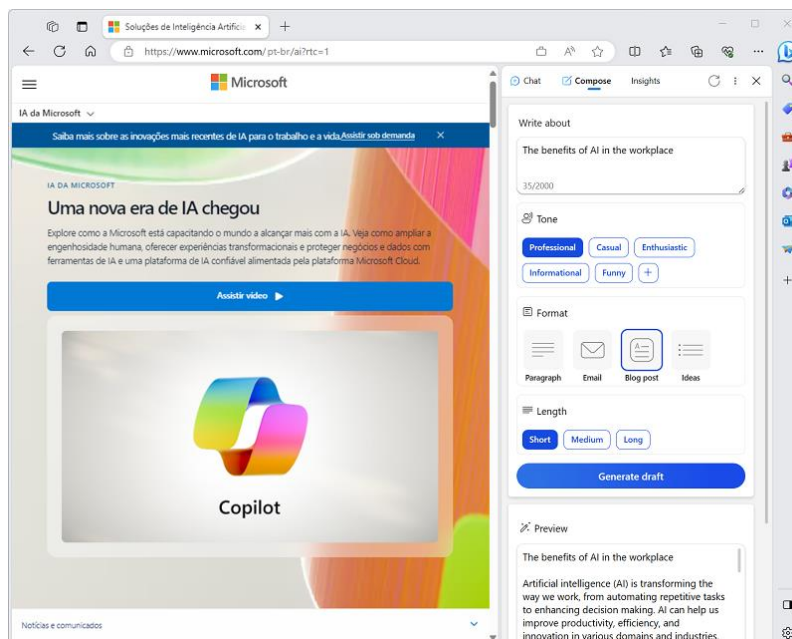 Soluções de Inteligência Artifici
https://www.microsoft.com/pt-br/ai?rtc=1
Microsoft
IA da Microsoft
Saiba mais sobre as inovações mais recentes de IA para o trabalho e a vida.Assistir sob demanda
IA DA MICROSOFT
Uma nova era de IA chegou
Explore como a Microsoft está capacitando o mundo a alcançar mais com a IA. Veja como ampliar a
engenhosidade humana, oferecer experiências transformacionais e proteger negócios e dados com
ferramentas de IA e uma plataforma de IA confiável alimentada pela plataforma Microsoft Cloud.
Assistir vídeo
Copilot
Notícias e comunicados
Chat Compose Insights
Write about
The benefits of AI in the workplace
35/2000
Tone
Professional Casual Enthusiastic
Informational Funny +
Format
Paragraph Email Blog post Ideas
Length
Short Medium Long
Generate draft
Preview
The benefits of AI in the workplace
Artificial intelligence (AI) is transforming the
way we work, from automating repetitive tasks
to enhancing decision making. AI can help us
improve productivity, efficiency, and
innovation in various domains and industries